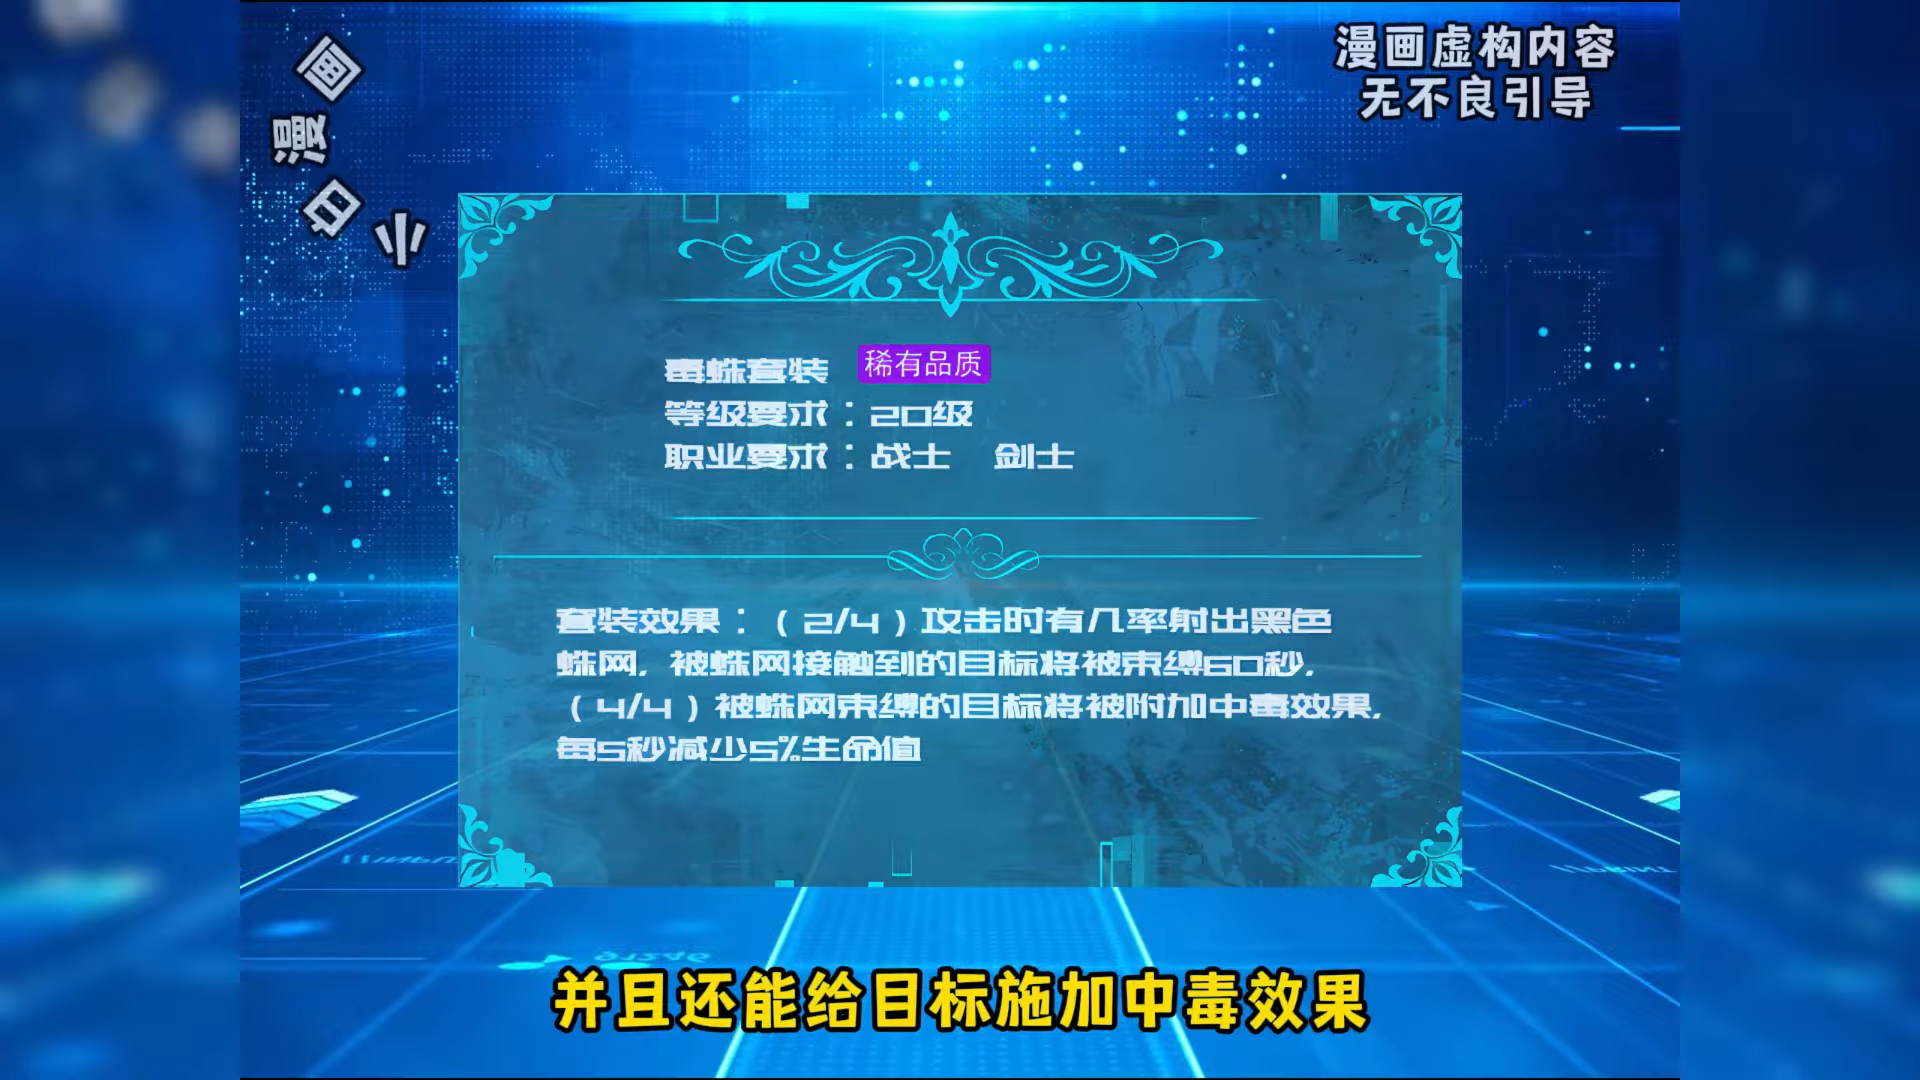 漫画虚构内容
无不良引导
小白漫画
毒蛛套装 稀有品质
等级要求：20级
职业要求：战士 剑士
套装效果：（2/4）攻击时有几率射出黑色
蛛网，被蛛网接触到的目标将被束缚60秒，
（4/4）被蛛网束缚的目标将被附加中毒效果，
每5秒减少5%生命值
并且还能给目标施加中毒效果